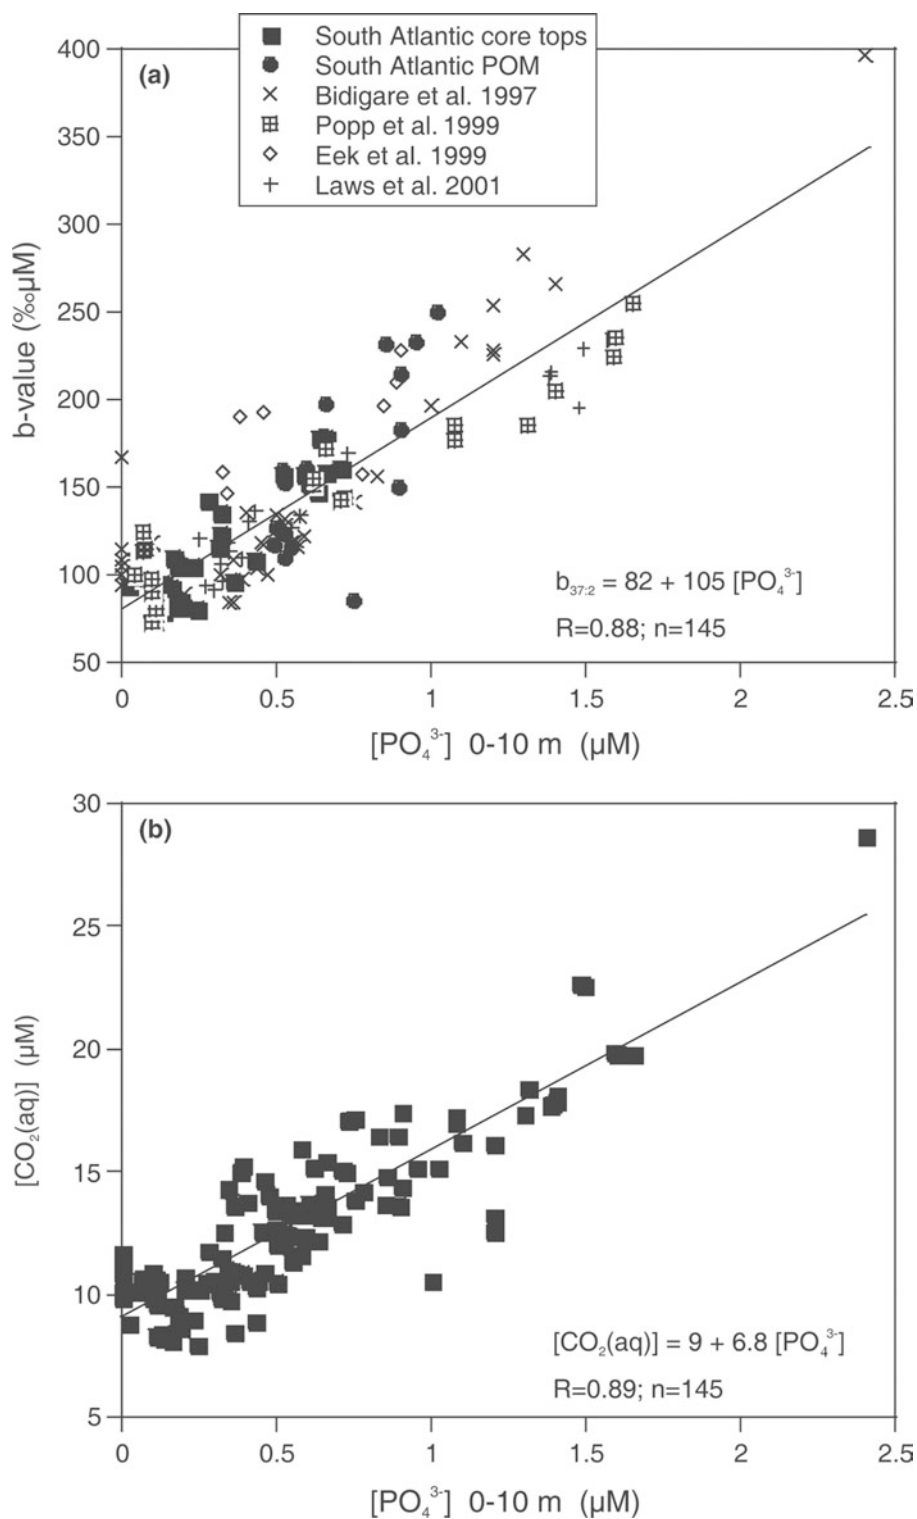 South Atlantic core tops
South Atlantic POM
Bidigare et al. 1997
Popp et al. 1999
Eek et al. 1999
Laws et al. 2001
(a)
400
350
300
250
200
150
100
50
b-value (‰µM)
b₃₇:₂ = 82 + 105 [PO₄³⁻]
R=0.88; n=145
0 0.5 1 1.5 2 2.5
[PO₄³⁻] 0-10 m (µM)
(b)
30
25
20
15
10
5
[CO₂(aq)] (µM)
[CO₂(aq)] = 9 + 6.8 [PO₄³⁻]
R=0.89; n=145
0 0.5 1 1.5 2 2.5
[PO₄³⁻] 0-10 m (µM)